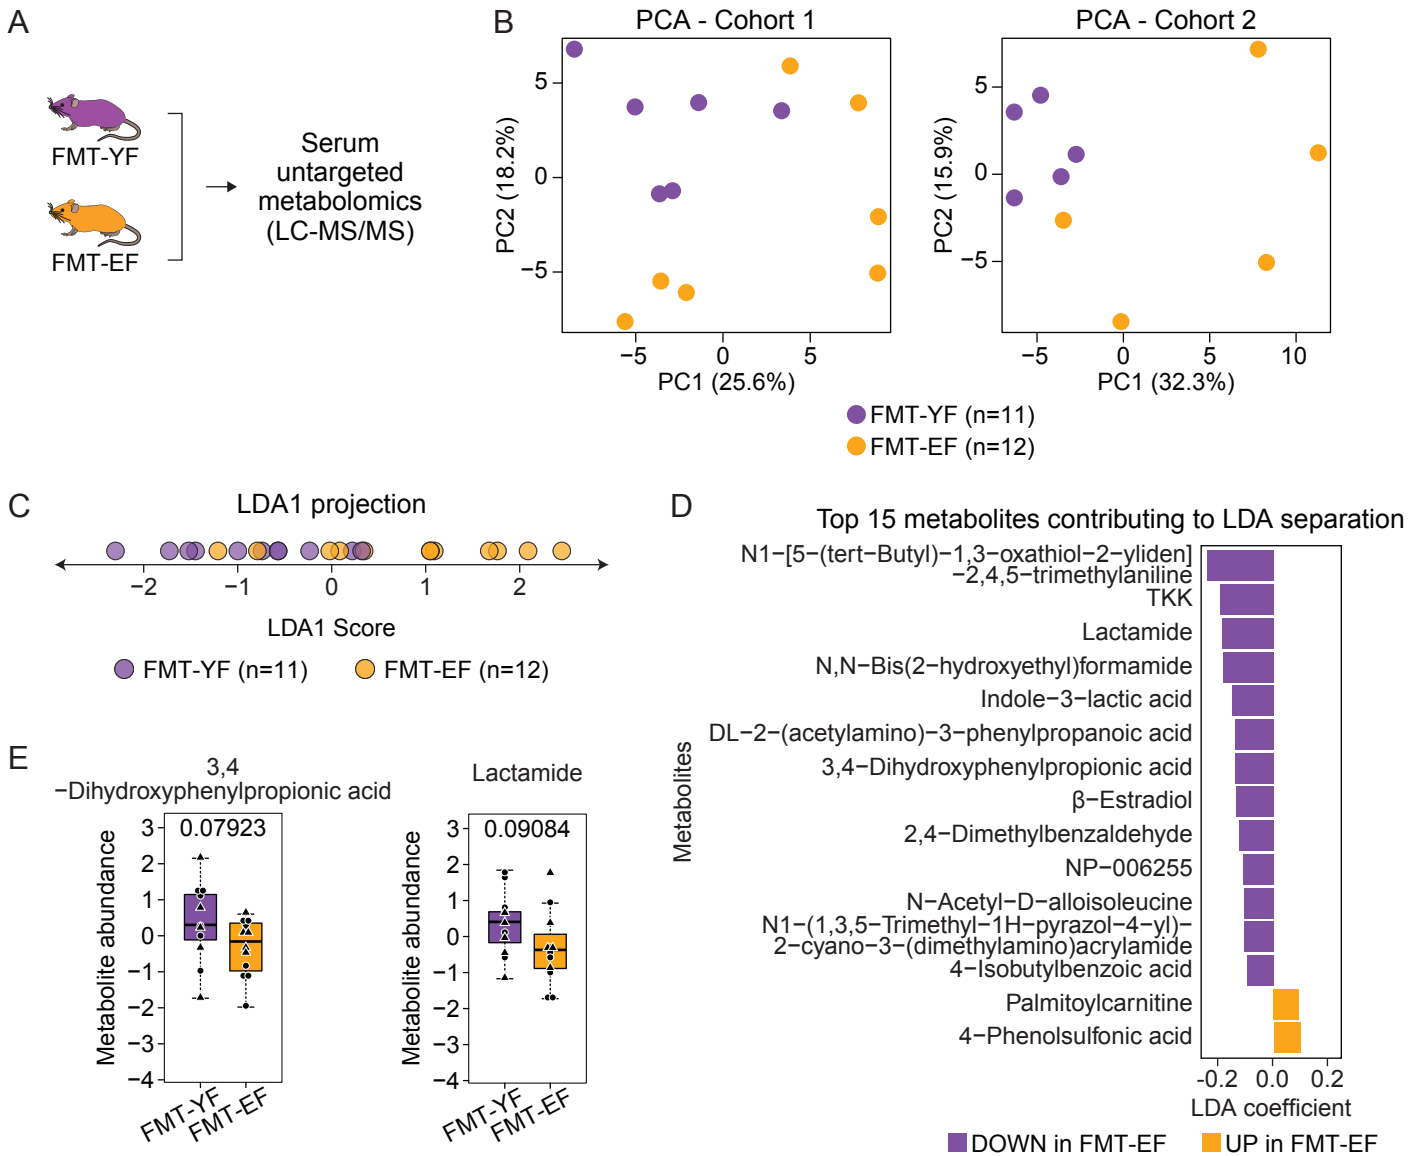 A
FMT-YF
FMT-EF
Serum
untargeted
metabolomics
(LC-MS/MS)
B
PCA - Cohort 1
5
0
−5
PC2 (18.2%)
−5 0 5
PC1 (25.6%)
PCA - Cohort 2
5
0
−5
PC2 (15.9%)
−5 0 5 10
PC1 (32.3%)
FMT-YF (n=11)
FMT-EF (n=12)
C
LDA1 projection
−2 −1 0 1 2
LDA1 Score
FMT-YF (n=11)
FMT-EF (n=12)
D
Top 15 metabolites contributing to LDA separation
Metabolites
N1−[5−(tert−Butyl)−1,3−oxathiol−2−yliden]
−2,4,5−trimethylaniline
TKK
Lactamide
N,N−Bis(2−hydroxyethyl)formamide
Indole−3−lactic acid
DL−2−(acetylamino)−3−phenylpropanoic acid
3,4−Dihydroxyphenylpropionic acid
β−Estradiol
2,4−Dimethylbenzaldehyde
NP−006255
N−Acetyl−D−alloisoleucine
N1−(1,3,5−Trimethyl−1H−pyrazol−4−yl)−
2−cyano−3−(dimethylamino)acrylamide
4−Isobutylbenzoic acid
Palmitoylcarnitine
4−Phenolsulfonic acid
-0.2 0.0 0.2
LDA coefficient
DOWN in FMT-EF
UP in FMT-EF
E
3,4
−Dihydroxyphenylpropionic acid
0.07923
Metabolite abundance
3
2
1
0
−1
−2
−3
−4
FMT-YF
FMT-EF
Lactamide
0.09084
Metabolite abundance
3
2
1
0
−1
−2
−3
−4
FMT-YF
FMT-EF